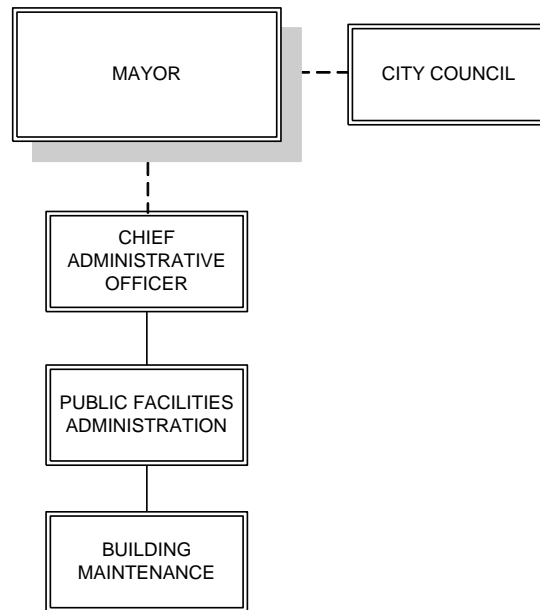 MAYOR
CITY COUNCIL
CHIEF
ADMINISTRATIVE
OFFICER
PUBLIC FACILITIES
ADMINISTRATION
BUILDING
MAINTENANCE